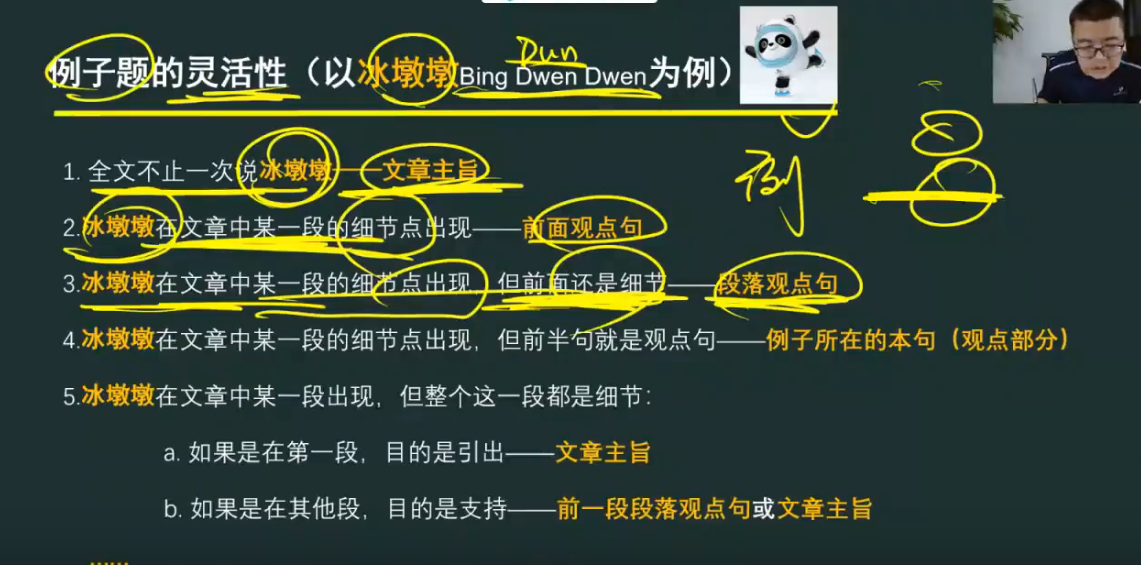 Dun
例子题的灵活性（以冰墩墩Bing Dwen Dwen为例）
例
1. 全文不止一次说冰墩墩——文章主旨
2.冰墩墩在文章中某一段的细节点出现——前面观点句
3.冰墩墩在文章中某一段的细节点出现，但前面还是细节——段落观点句
4.冰墩墩在文章中某一段的细节点出现，但前半句就是观点句——例子所在的本句（观点部分）
5.冰墩墩在文章中某一段出现，但整个这一段都是细节：
a. 如果是在第一段，目的是引出——文章主旨
b. 如果是在其他段，目的是支持——前一段段落观点句或文章主旨
……